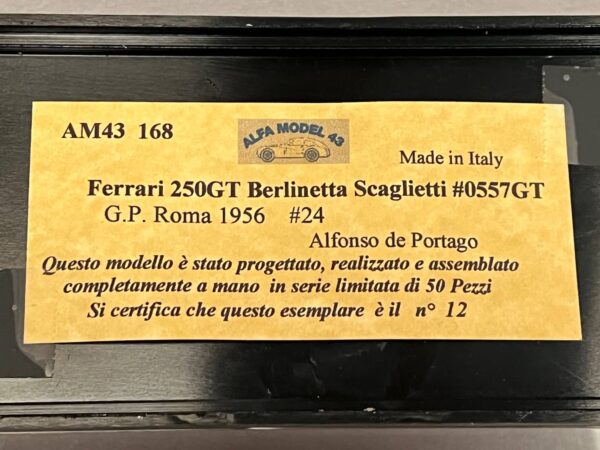 AM43 168
ALFA MODEL 43
Made in Italy
Ferrari 250GT Berlinetta Scaglietti #0557GT
G.P. Roma 1956 #24
Alfonso de Portago
Questo modello è stato progettato, realizzato e assemblato
completamente a mano in serie limitata di 50 Pezzi
Si certifica che questo esemplare è il n° 12